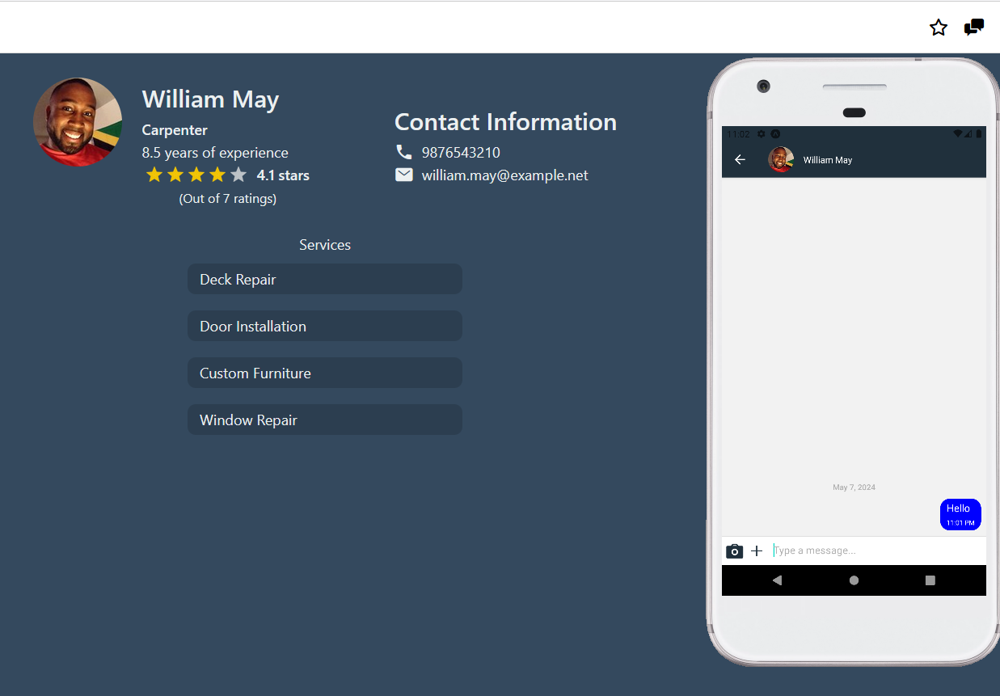 William May
Carpenter
8.5 years of experience
4.1 stars
(Out of 7 ratings)
Contact Information
9876543210
william.may@example.net
Services
Deck Repair
Door Installation
Custom Furniture
Window Repair
11:02
William May
May 7, 2024
Hello
11:01 PM
Type a message...